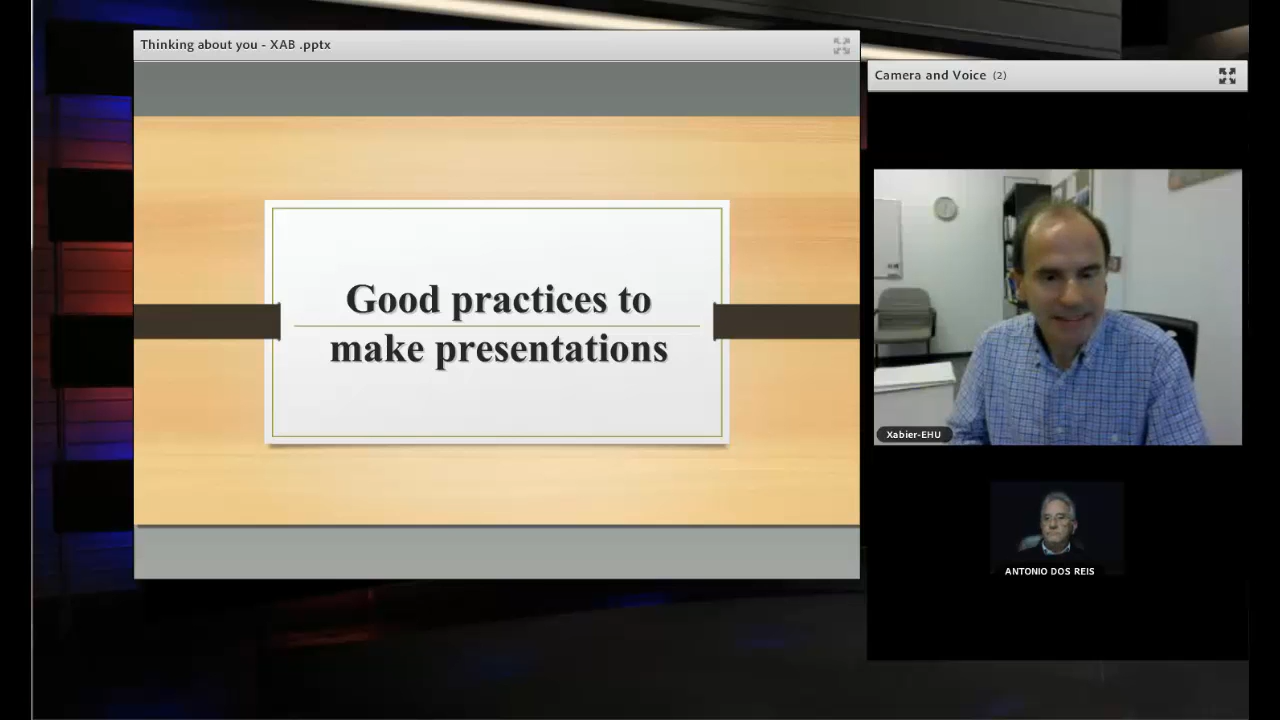 Thinking about you - XAB .pptx
Camera and Voice (2)
Good practices to
make presentations
Xabier-EHU
ANTONIO DOS REIS